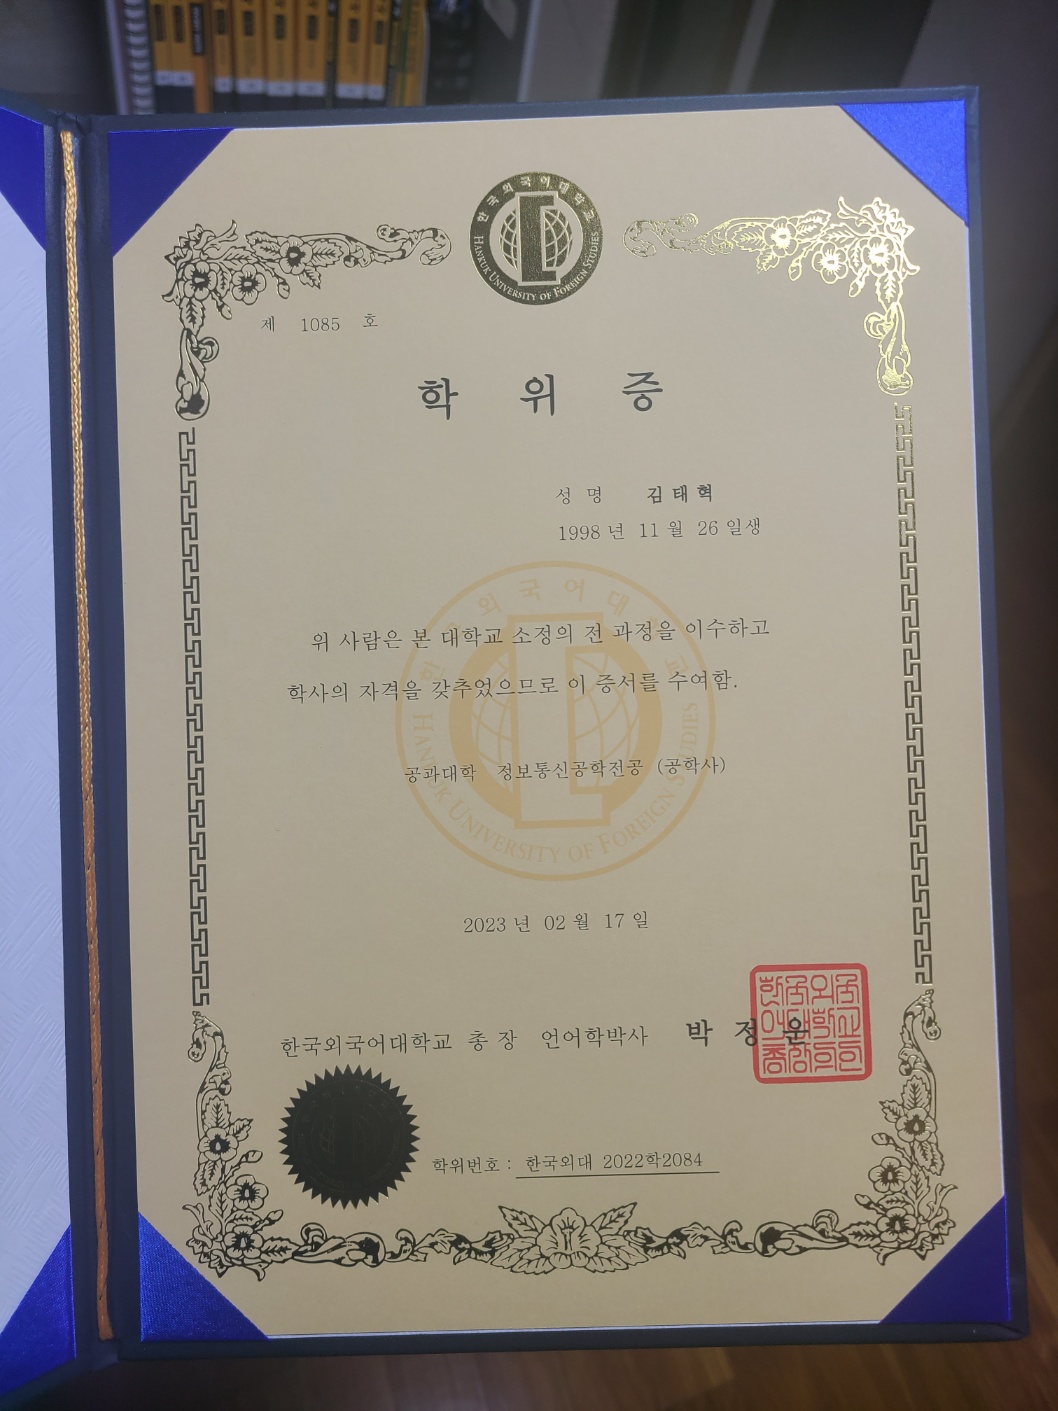 한국외국어대학교
HANKUK UNIVERSITY OF FOREIGN STUDIES
제 1085 호
학 위 증
성 명 김 태 혁
1998 년 11 월 26 일생
위 사람은 본 대학교 소정의 전 과정을 이수하고
학사의 자격을 갖추었으므로 이 증서를 수여함.
공과대학 정보통신공학전공 (공학사)
한국외국어대학교
HANKUK UNIVERSITY OF FOREIGN STUDIES
2023 년 02 월 17 일
한국외국어대학교 총 장 언어학박사 박 정 운
한국외국
어대학교
총장의인
학위번호 : 한국외대 2022학2084